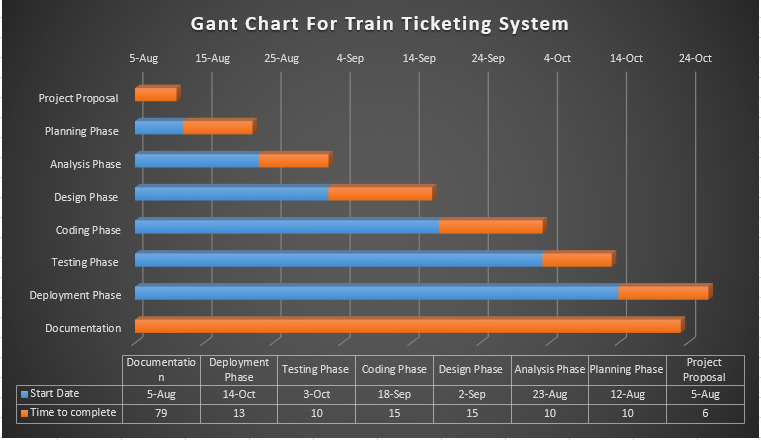 Gant Chart For Train Ticketing System
5-Aug 15-Aug 25-Aug 4-Sep 14-Sep 24-Sep 4-Oct 14-Oct 24-Oct
Project Proposal
Planning Phase
Analysis Phase
Design Phase
Coding Phase
Testing Phase
Deployment Phase
Documentation
Documentatio Deployment Testing Phase Coding Phase Design Phase Analysis Phase Planning Phase Project
n Phase Proposal
Start Date 5-Aug 14-Oct 3-Oct 18-Sep 2-Sep 23-Aug 12-Aug 5-Aug
Time to complete 79 13 10 15 15 10 10 6